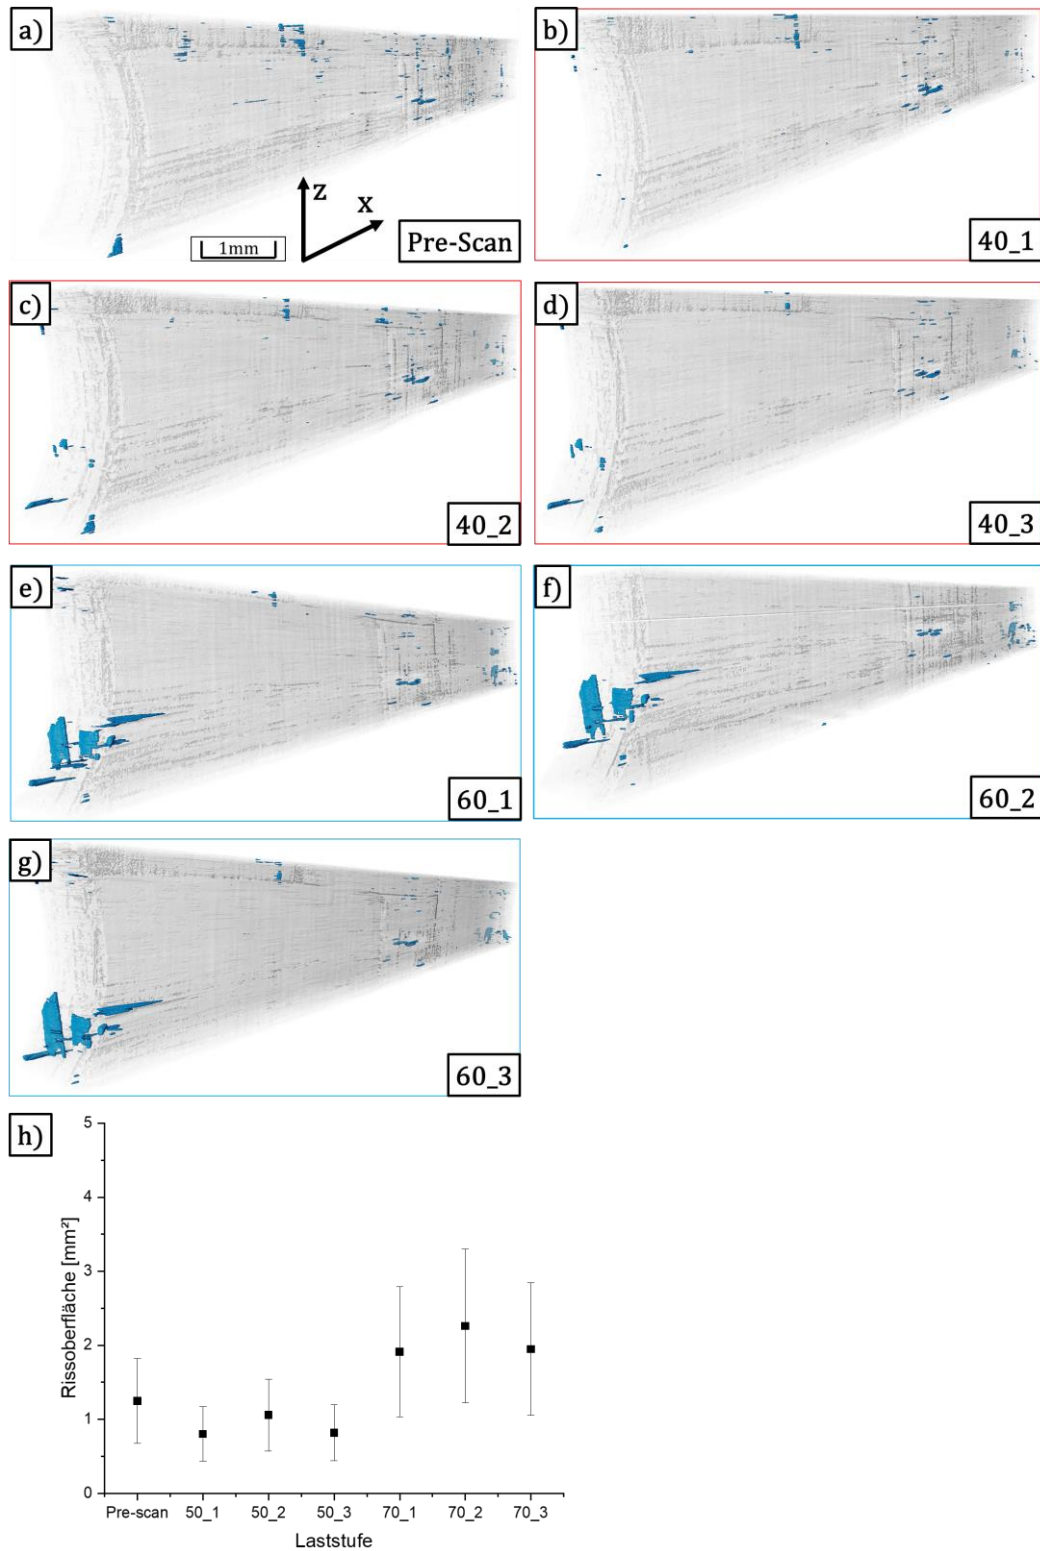 a)
z
x
1mm
Pre-Scan
b)
40_1
c)
40_2
d)
40_3
e)
60_1
f)
60_2
g)
60_3
h)
5
4
3
2
1
0
Rissoberfläche [mm²]
Pre-scan 50_1 50_2 50_3 70_1 70_2 70_3
Laststufe